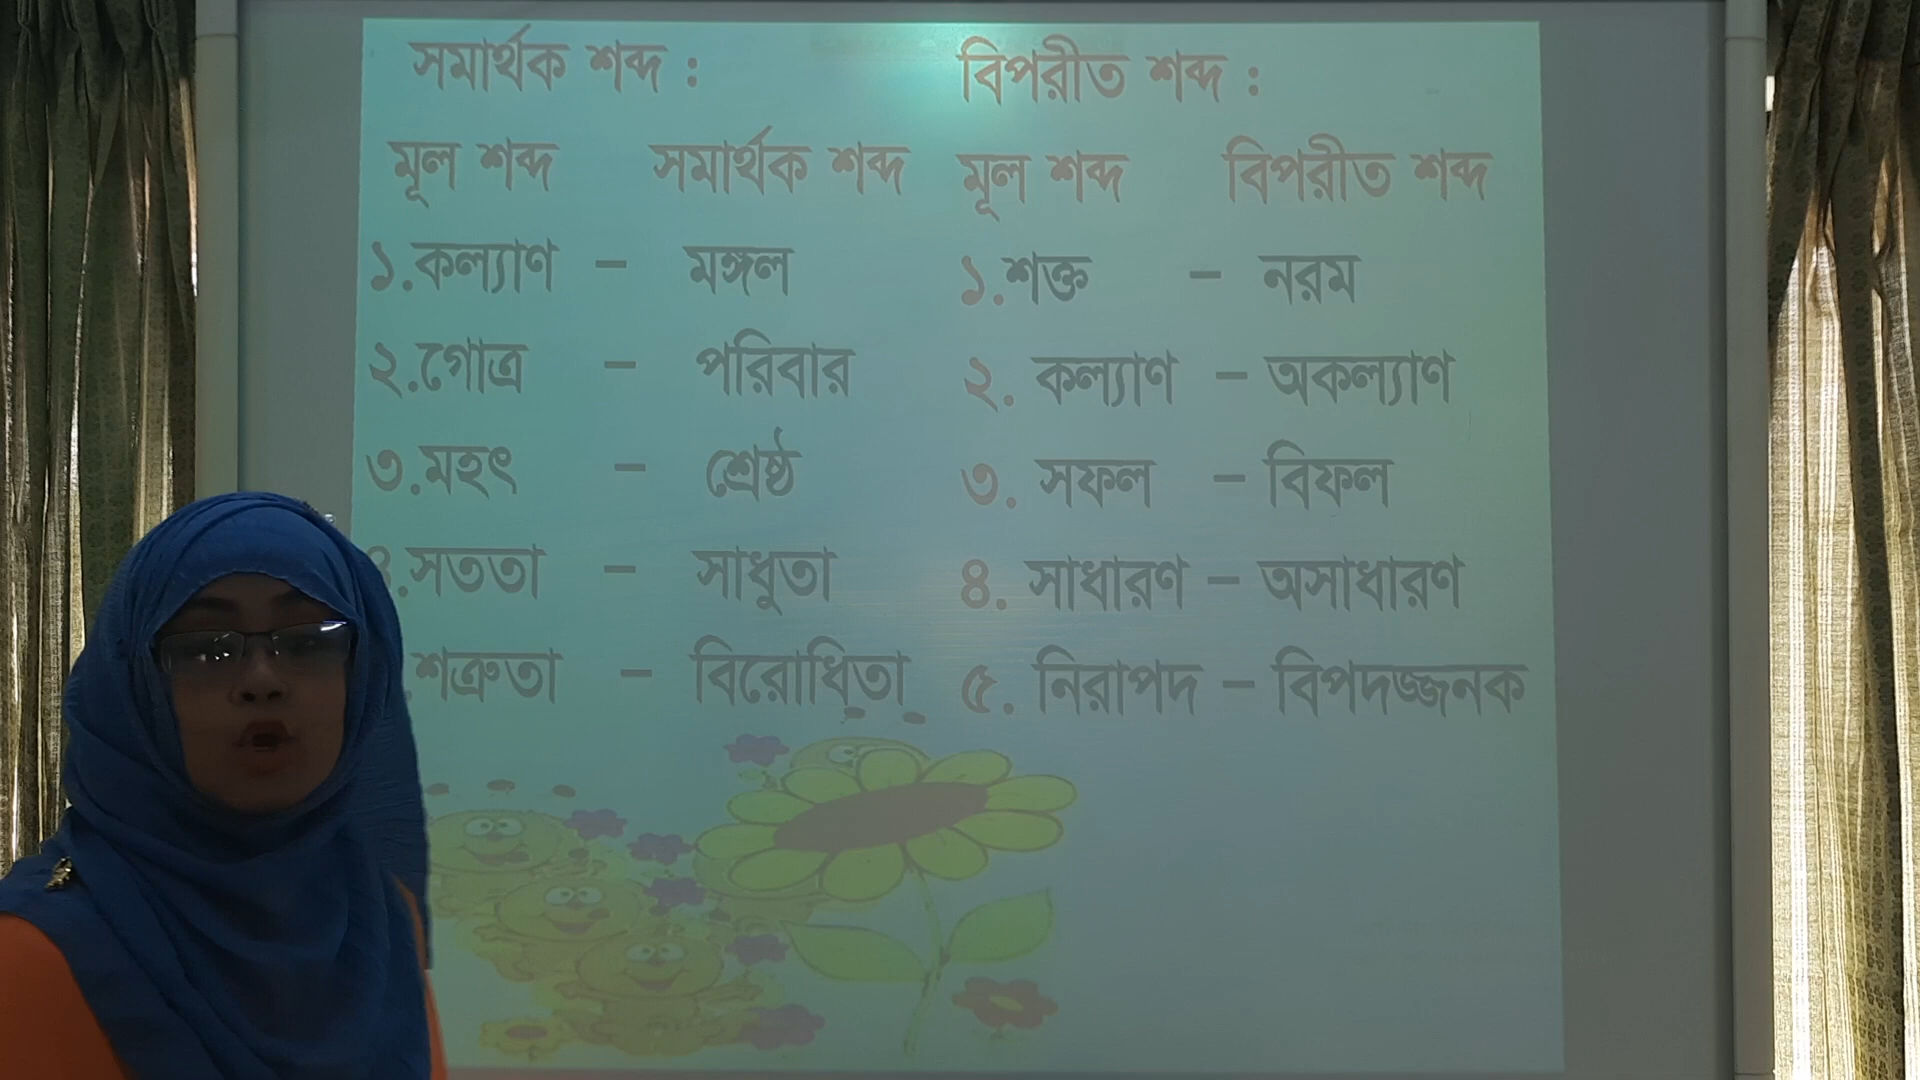 সমার্থক শব্দ :
মূল শব্দ সমার্থক শব্দ
১.কল্যাণ – মঙ্গল
২.গোত্র – পরিবার
৩.মহৎ – শ্রেষ্ঠ
৪.সততা – সাধুতা
.শত্রুতা – বিরোধিতা
বিপরীত শব্দ :
মূল শব্দ বিপরীত শব্দ
১.শক্ত – নরম
২. কল্যাণ – অকল্যাণ
৩. সফল – বিফল
৪. সাধারণ – অসাধারণ
৫. নিরাপদ – বিপদজ্জনক